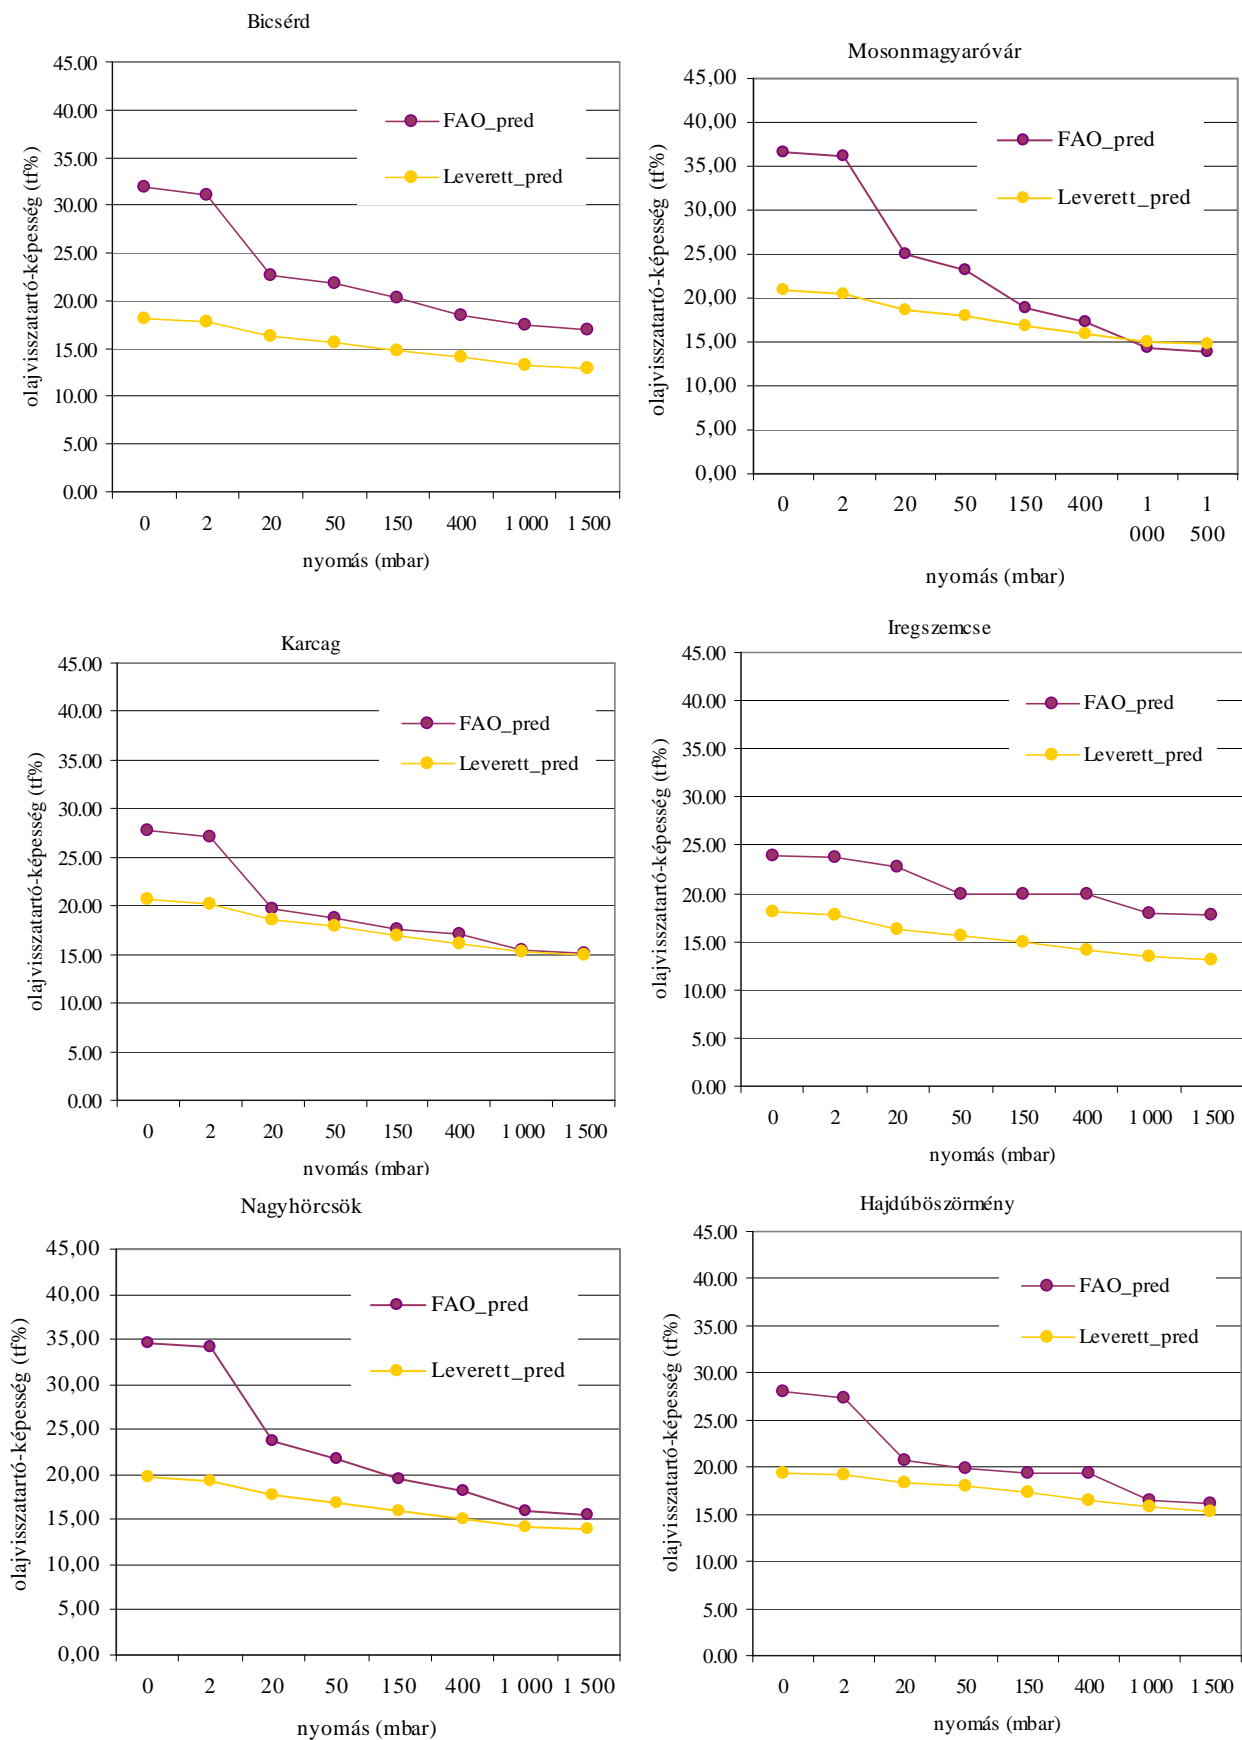 Bicsérd
45.00
40.00
35.00
30.00
25.00
20.00
15.00
10.00
5.00
0.00
olajvisszatartó-képesség (tf%)
FAO_pred
Leverett_pred
0 2 20 50 150 400 1 000 1 500
nyomás (mbar)
Mosonmagyaróvár
45,00
40,00
35,00
30,00
25,00
20,00
15,00
10,00
5,00
0,00
olajvisszatartó-képesség (tf%)
FAO_pred
Leverett_pred
0 2 20 50 150 400 1 1
000 500
nyomás (mbar)
Karcag
45.00
40.00
35.00
30.00
25.00
20.00
15.00
10.00
5.00
0.00
olajvisszatartó-képesség (tf%)
FAO_pred
Leverett_pred
0 2 20 50 150 400 1 000 1 500
nyomás (mbar)
Iregszemcse
45.00
40.00
35.00
30.00
25.00
20.00
15.00
10.00
5.00
0.00
olajvisszatartó-képesség (tf%)
FAO_pred
Leverett_pred
0 2 20 50 150 400 1 000 1 500
nyomás (mbar)
Nagyhörcsök
45,00
40,00
35,00
30,00
25,00
20,00
15,00
10,00
5,00
0,00
olajvisszatartó-képesség (tf%)
FAO_pred
Leverett_pred
0 2 20 50 150 400 1 000 1 500
nyomás (mbar)
Hajdúböszörmény
45.00
40.00
35.00
30.00
25.00
20.00
15.00
10.00
5.00
0.00
olajvisszatartó-képesség (tf%)
FAO_pred
Leverett_pred
0 2 20 50 150 400 1 000 1 500
nyomás (mbar)